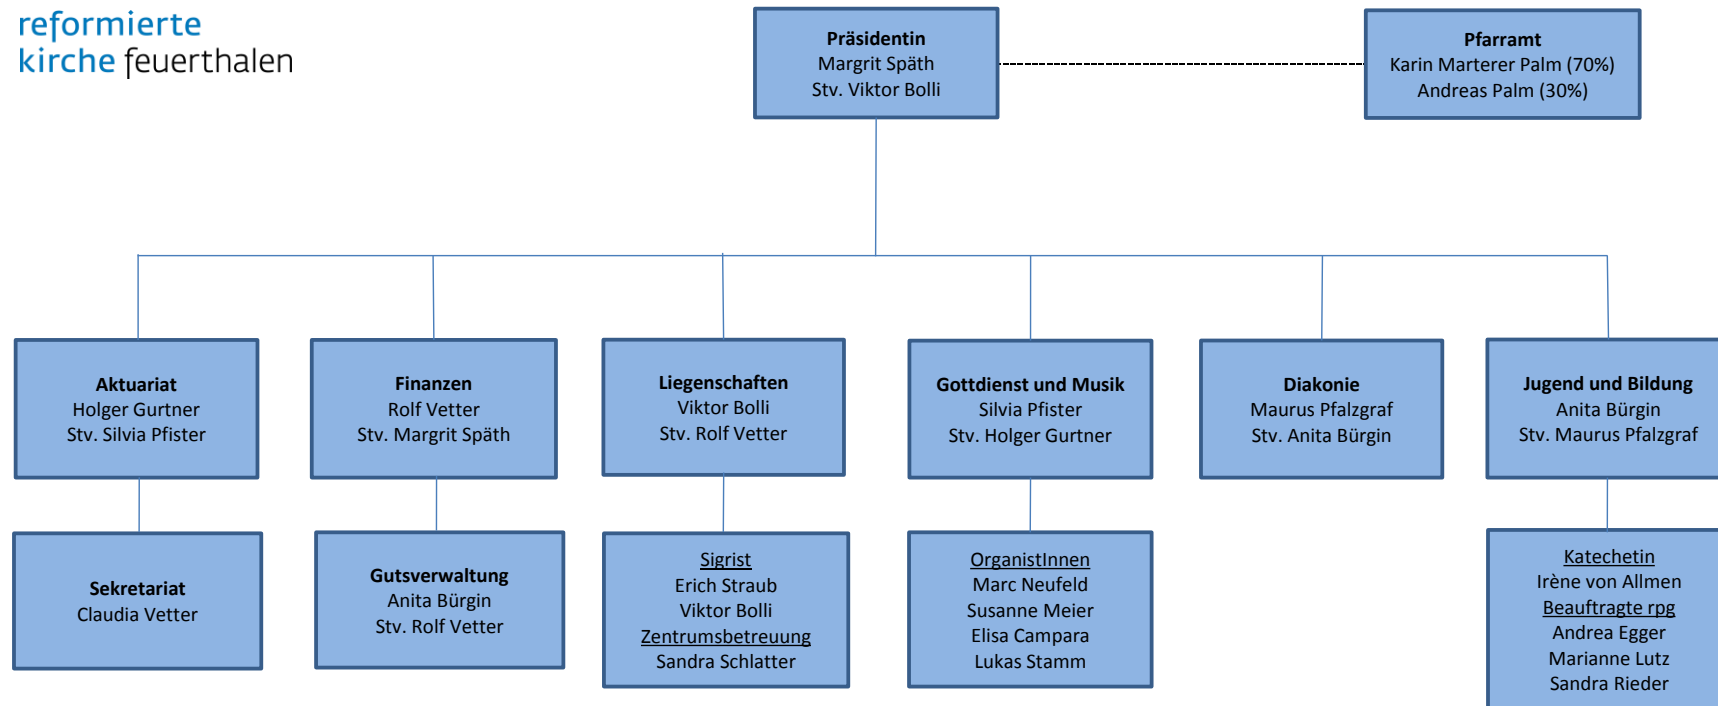 reformierte
kirche feuerthalen
Präsidentin
Margrit Späth
Stv. Viktor Bolli
Pfarramt
Karin Marterer Palm (70%)
Andreas Palm (30%)
Aktuariat
Holger Gurtner
Stv. Silvia Pfister
Finanzen
Rolf Vetter
Stv. Margrit Späth
Liegenschaften
Viktor Bolli
Stv. Rolf Vetter
Gottdienst und Musik
Silvia Pfister
Stv. Holger Gurtner
Diakonie
Maurus Pfalzgraf
Stv. Anita Bürgin
Jugend und Bildung
Anita Bürgin
Stv. Maurus Pfalzgraf
Sekretariat
Claudia Vetter
Gutsverwaltung
Anita Bürgin
Stv. Rolf Vetter
Sigrist
Erich Straub
Viktor Bolli
Zentrumsbetreuung
Sandra Schlatter
OrganistInnen
Marc Neufeld
Susanne Meier
Elisa Campara
Lukas Stamm
Katechetin
Irène von Allmen
Beauftragte rpg
Andrea Egger
Marianne Lutz
Sandra Rieder